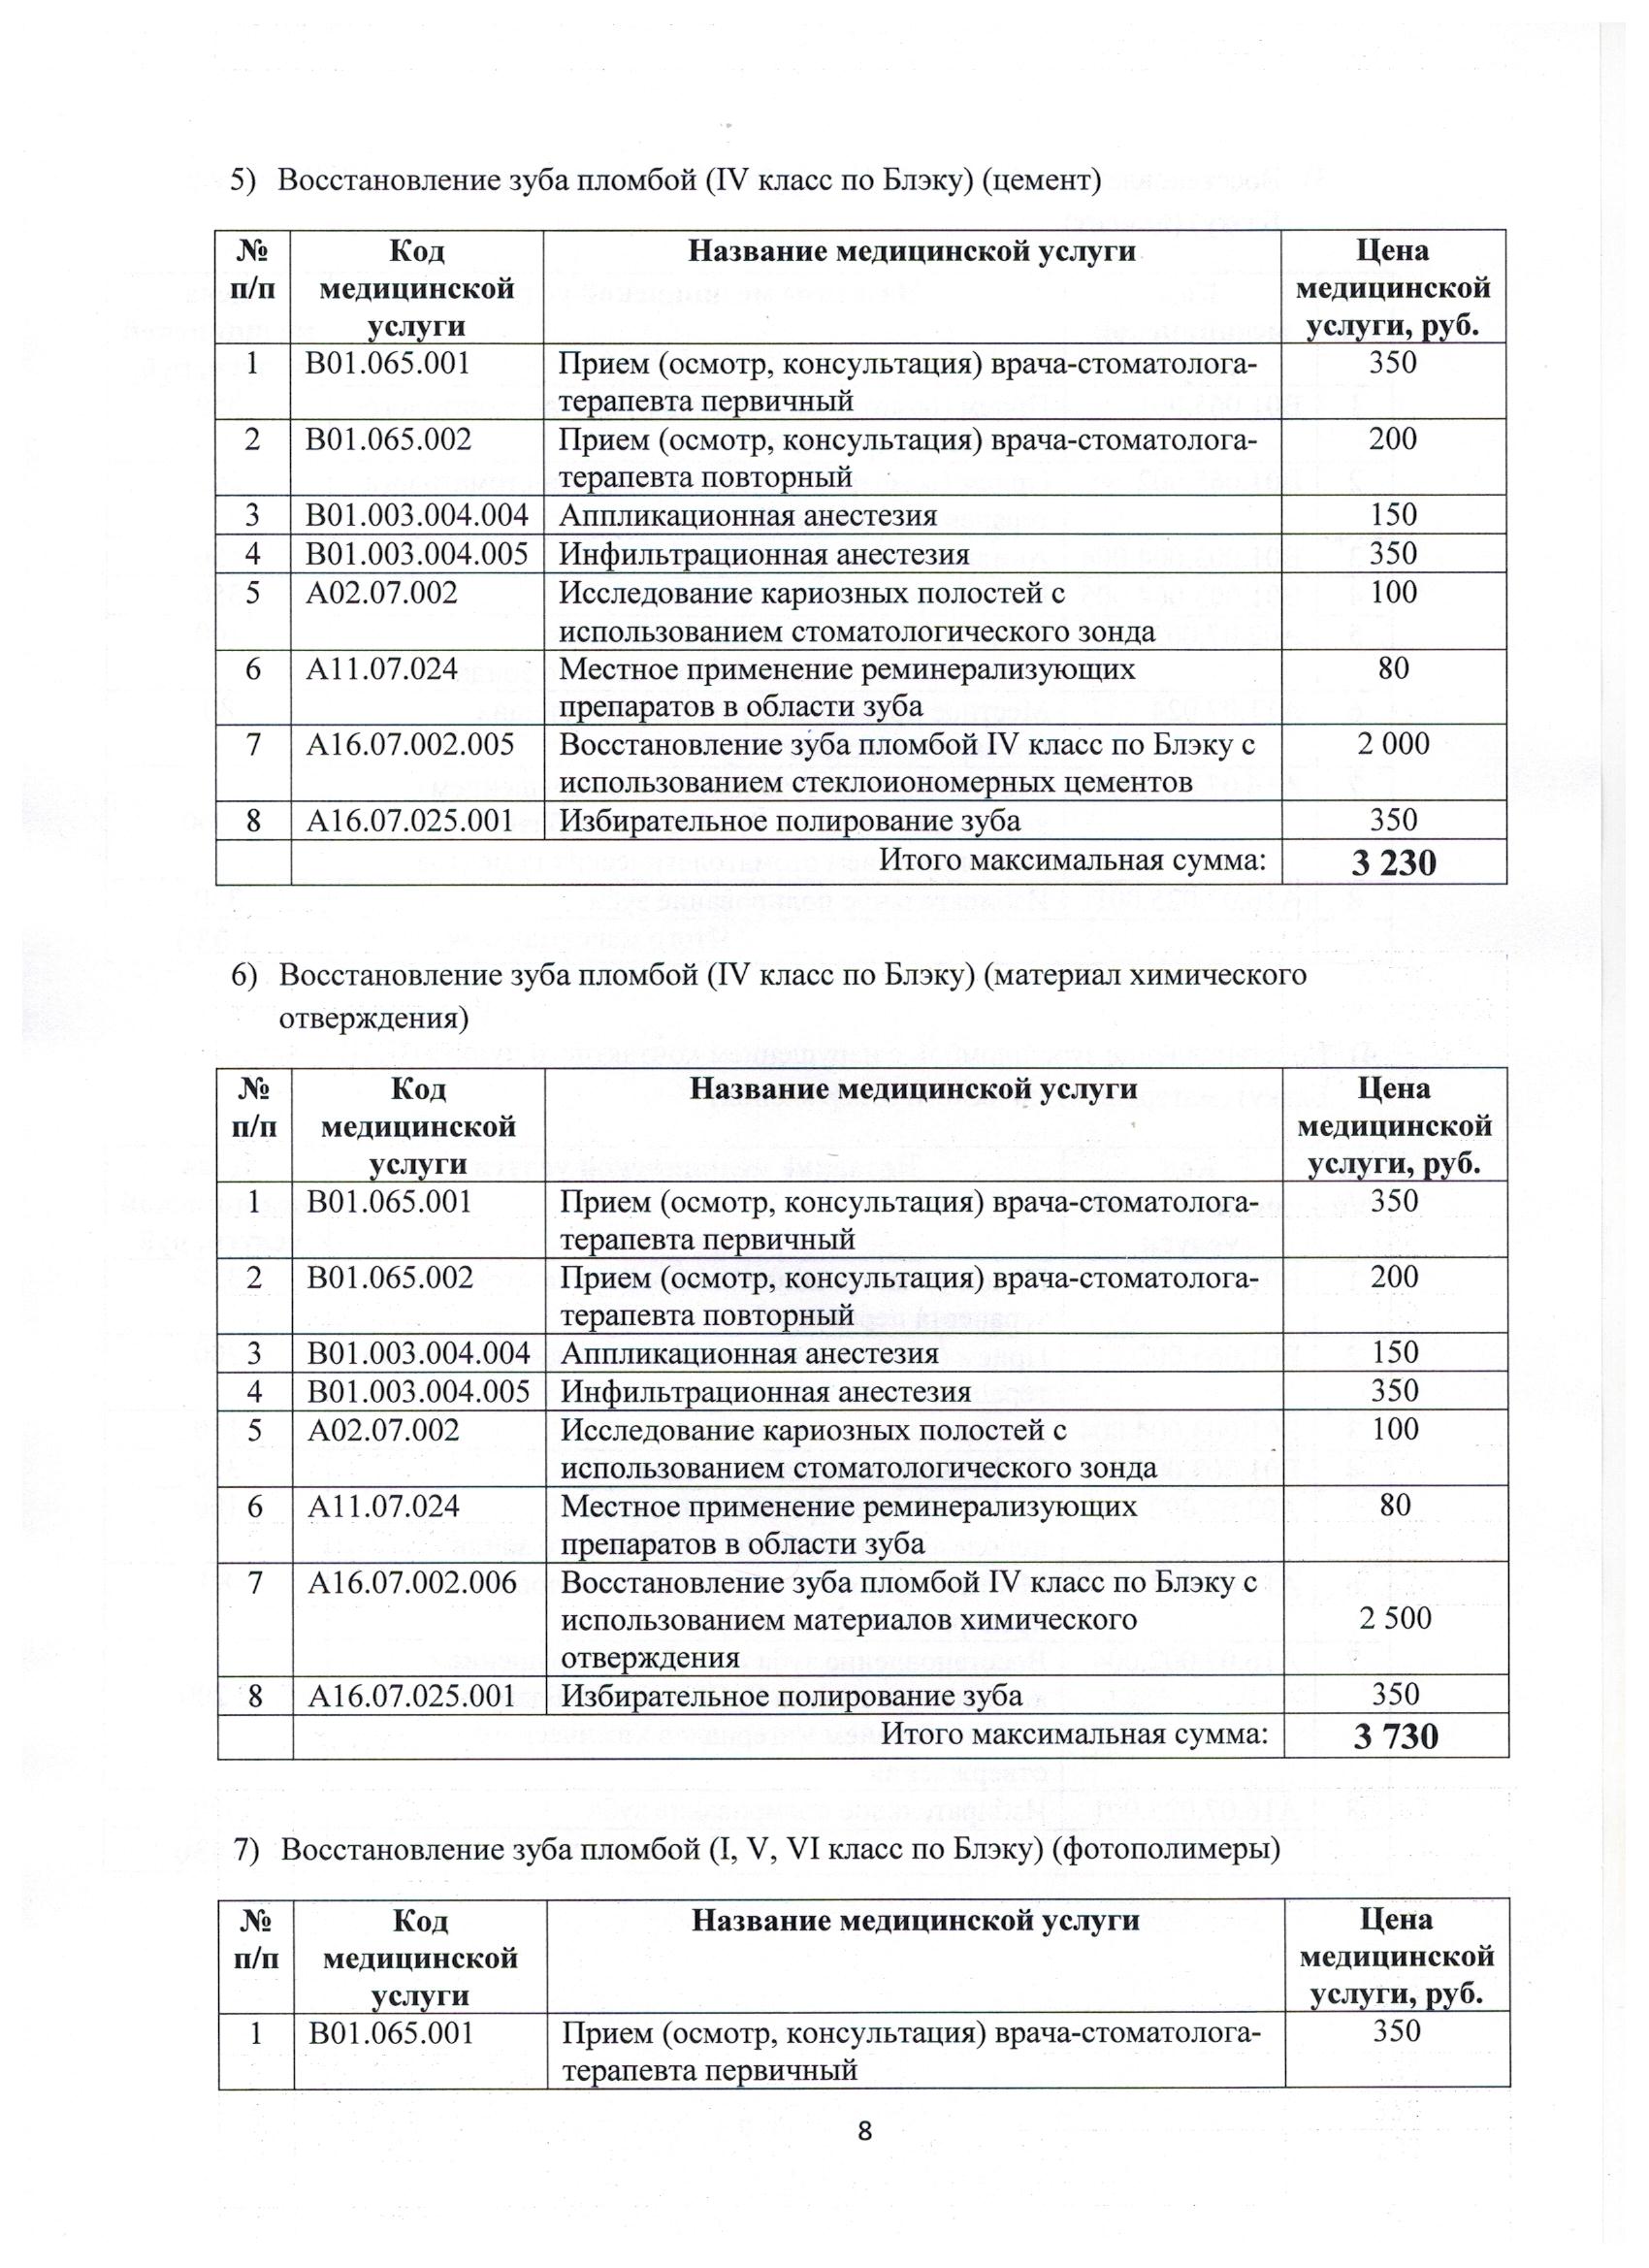 5) Восстановление зуба пломбой (IV класс по Блэку) (цемент)
№ п/п Код медицинской услуги Название медицинской услуги Цена медицинской услуги, руб.
1 B01.065.001 Прием (осмотр, консультация) врача-стоматолога- 350
терапевта первичный
2 B01.065.002 Прием (осмотр, консультация) врача-стоматолога- 200
терапевта повторный
3 B01.003.004.004 Аппликационная анестезия 150
4 B01.003.004.005 Инфильтрационная анестезия 350
5 A02.07.002 Исследование кариозных полостей с 100
использованием стоматологического зонда
6 A11.07.024 Местное применение реминерализующих 80
препаратов в области зуба
7 A16.07.002.005 Восстановление зуба пломбой IV класс по Блэку с 2 000
использованием стеклоиономерных цементов
8 A16.07.025.001 Избирательное полирование зуба 350
Итого максимальная сумма: 3 230
6) Восстановление зуба пломбой (IV класс по Блэку) (материал химического
отверждения)
№ п/п Код медицинской услуги Название медицинской услуги Цена медицинской услуги, руб.
1 B01.065.001 Прием (осмотр, консультация) врача-стоматолога- 350
терапевта первичный
2 B01.065.002 Прием (осмотр, консультация) врача-стоматолога- 200
терапевта повторный
3 B01.003.004.004 Аппликационная анестезия 150
4 B01.003.004.005 Инфильтрационная анестезия 350
5 A02.07.002 Исследование кариозных полостей с 100
использованием стоматологического зонда
6 A11.07.024 Местное применение реминерализующих 80
препаратов в области зуба
7 A16.07.002.006 Восстановление зуба пломбой IV класс по Блэку с
использованием материалов химического 2 500
отверждения
8 A16.07.025.001 Избирательное полирование зуба 350
Итого максимальная сумма: 3 730
7) Восстановление зуба пломбой (I, V, VI класс по Блэку) (фотополимеры)
№ п/п Код медицинской услуги Название медицинской услуги Цена медицинской услуги, руб.
1 B01.065.001 Прием (осмотр, консультация) врача-стоматолога- 350
терапевта первичный
8